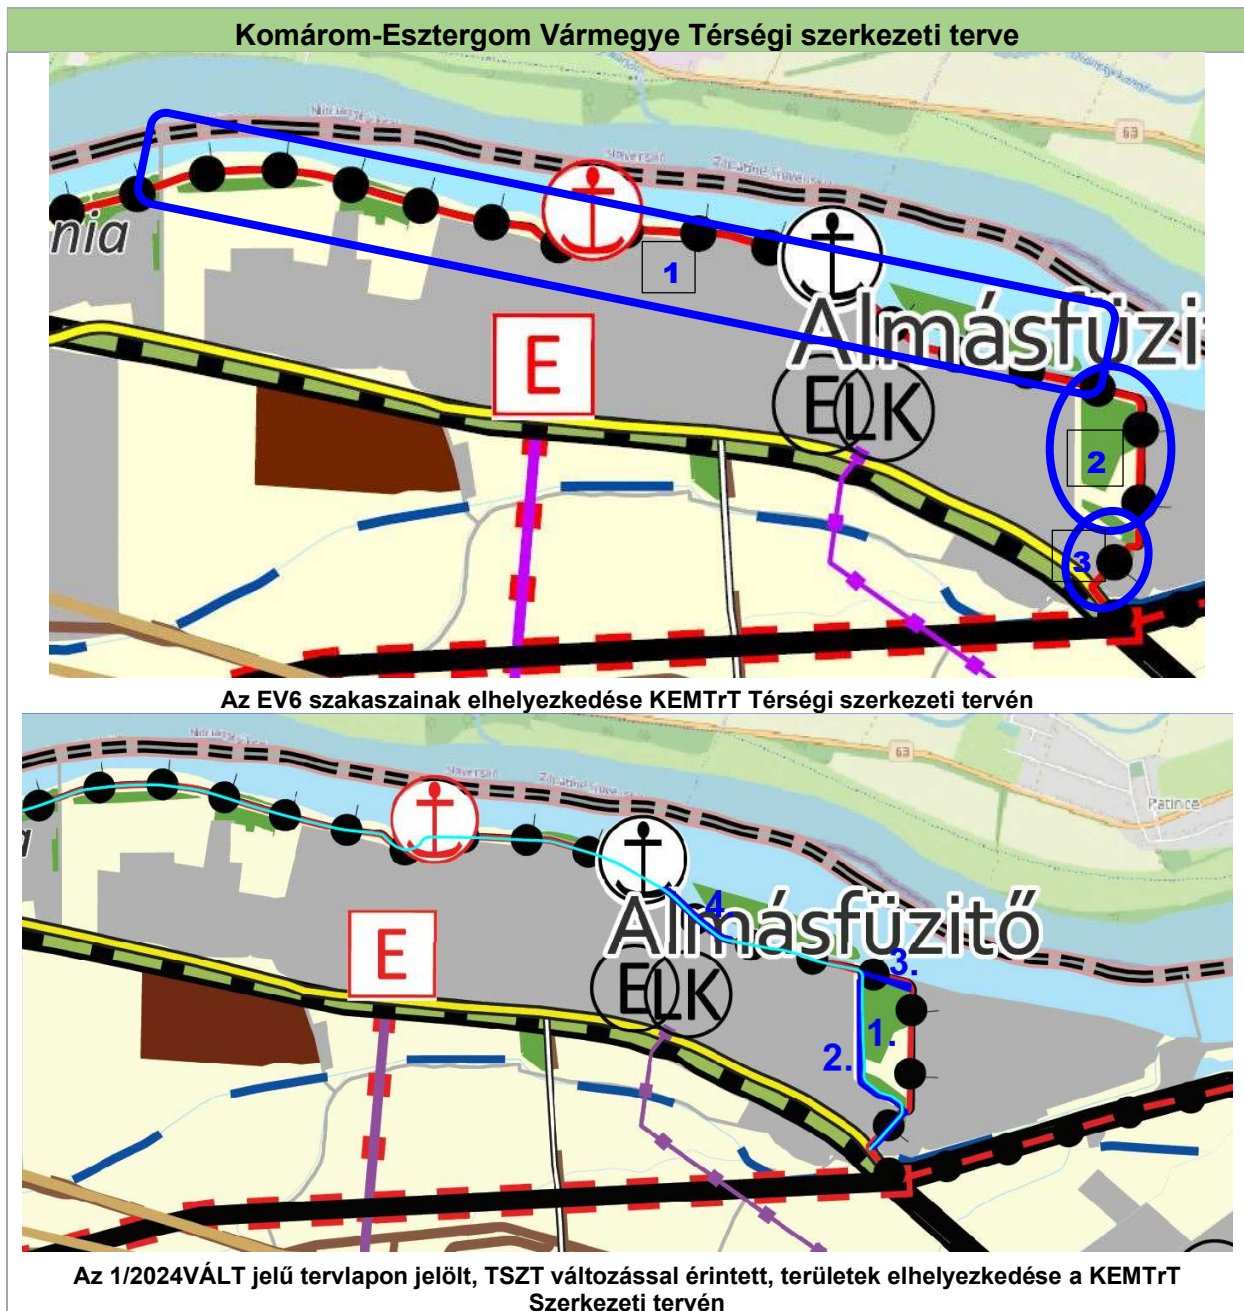 Komárom-Esztergom Vármegye Térségi szerkezeti terve
63
nia
1
Almásfüzi
E
ELK
2
3
Az EV6 szakaszainak elhelyezkedése KEMTrT Térségi szerkezeti tervén
63
Patince
4.
Almásfüzitő
E
3.
ELK
1.
2.
Az 1/2024VÁLT jelű tervlapon jelölt, TSZT változással érintett, területek elhelyezkedése a KEMTrT
Szerkezeti tervén